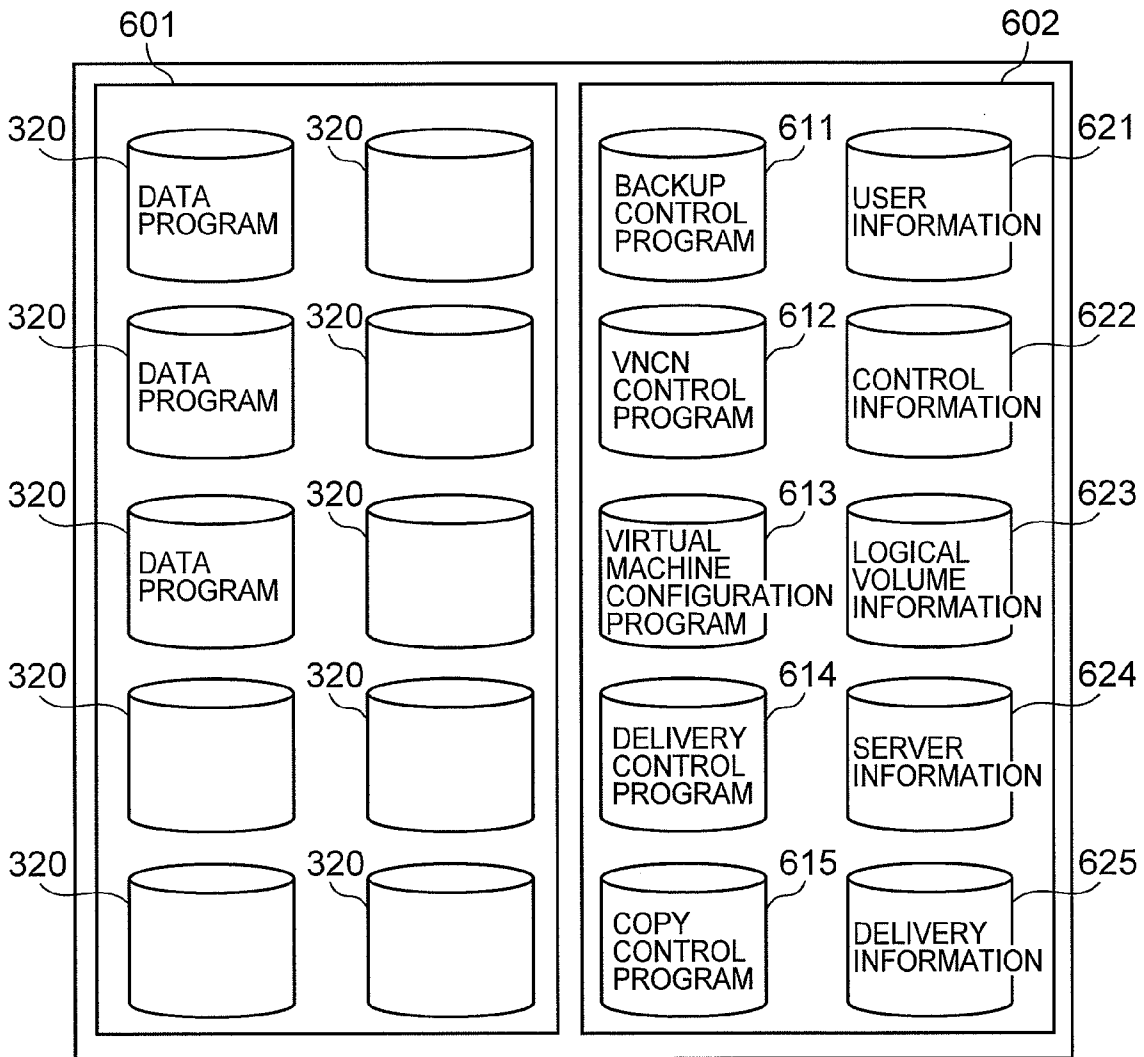 601
602
320
320
611
621
DATA
PROGRAM
BACKUP
CONTROL
PROGRAM
USER
INFORMATION
320
320
612
622
DATA
PROGRAM
VNCN
CONTROL
PROGRAM
CONTROL
INFORMATION
320
320
613
623
DATA
PROGRAM
VIRTUAL
MACHINE
CONFIGURATION
PROGRAM
LOGICAL
VOLUME
INFORMATION
320
320
614
624
DELIVERY
CONTROL
PROGRAM
SERVER
INFORMATION
320
320
615
625
COPY
CONTROL
PROGRAM
DELIVERY
INFORMATION